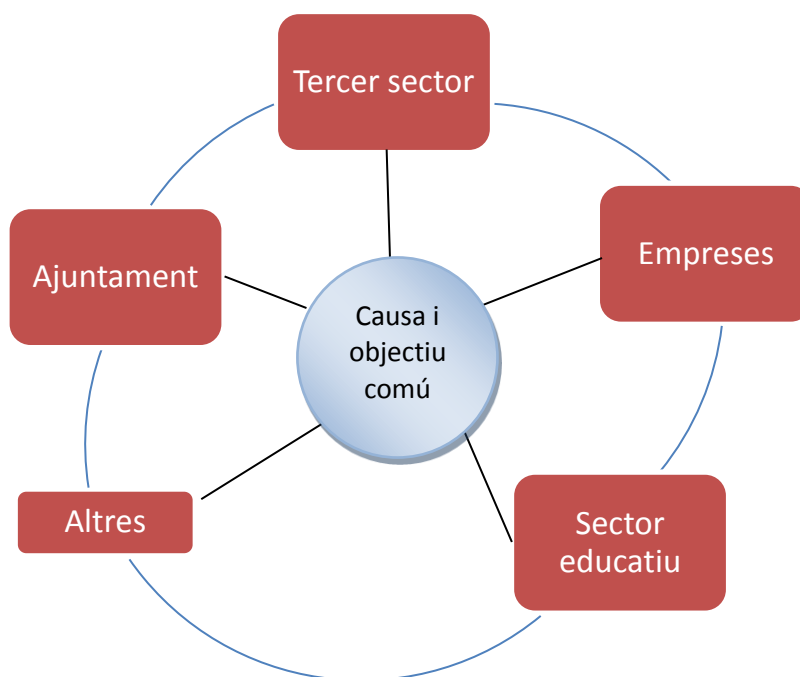 Tercer sector
Ajuntament
Empreses
Causa i
objectiu
comú
Altres
Sector
educatiu